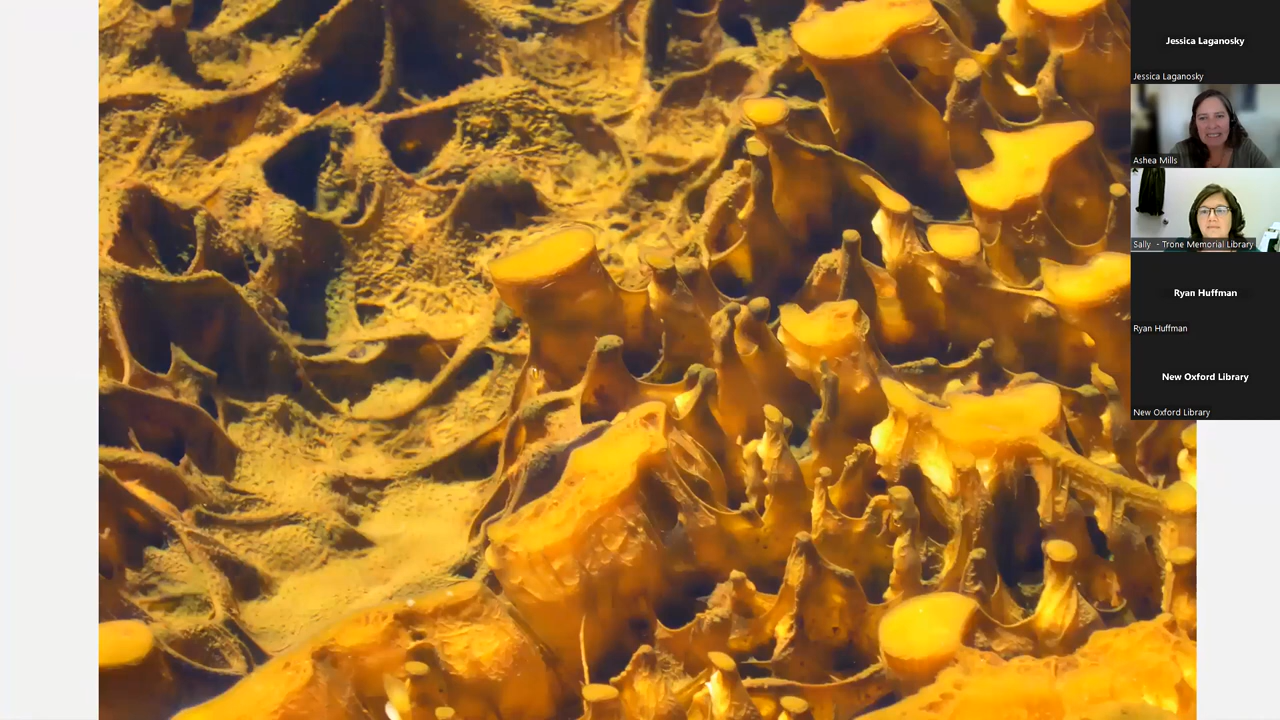 Jessica Laganosky
Jessica Laganosky
Ashea Mills
Sally - Trone Memorial Library
Ryan Huffman
Ryan Huffman
New Oxford Library
New Oxford Library